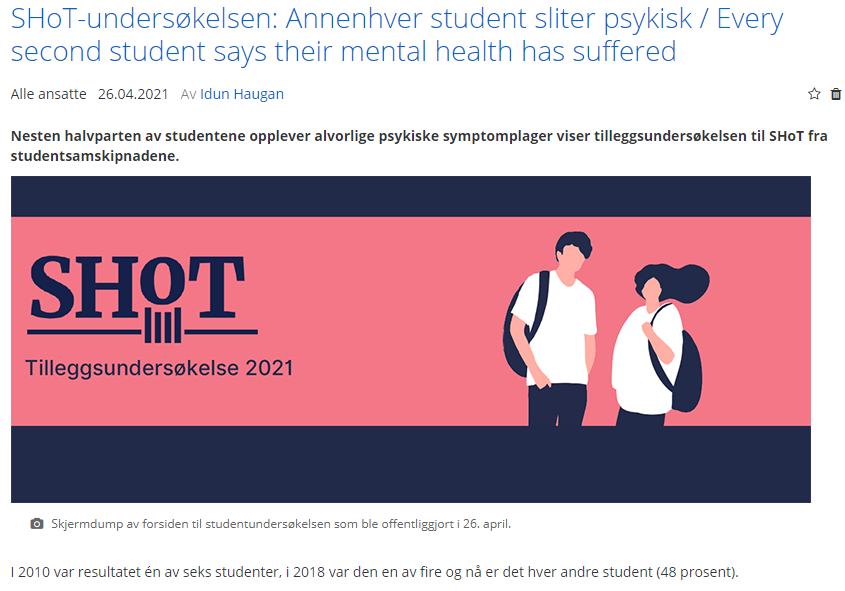 SHoT-undersøkelsen: Annenhver student sliter psykisk / Every
second student says their mental health has suffered
Alle ansatte 26.04.2021 Av Idun Haugan
Nesten halvparten av studentene opplever alvorlige psykiske symptomplager viser tilleggsundersøkelsen til SHoT fra
studentsamskipnadene.
SHoT
Tilleggsundersøkelse 2021
Skjermdump av forsiden til studentundersøkelsen som ble offentliggjort i 26. april.
I 2010 var resultatet én av seks studenter, i 2018 var den en av fire og nå er det hver andre student (48 prosent).